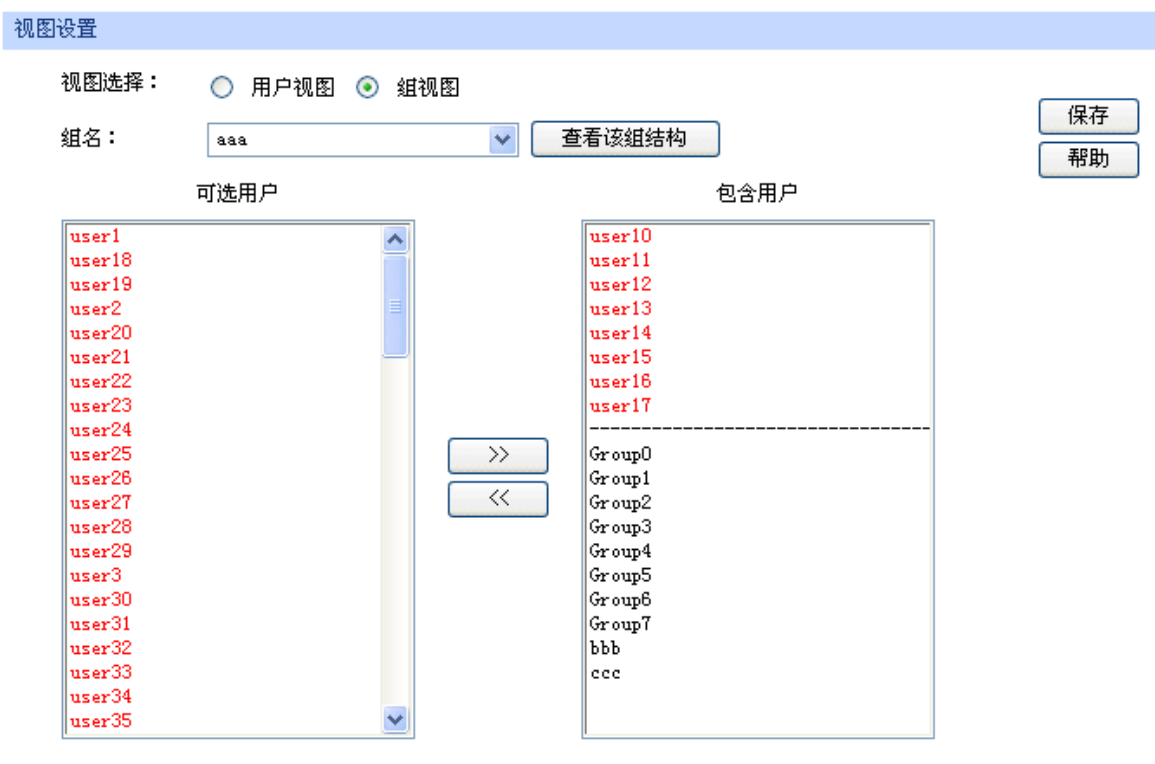 视图设置
视图选择： 用户视图 组视图
组名： aaa 查看该组结构
保存
帮助
可选用户
user1
user18
user19
user2
user20
user21
user22
user23
user24
user25
user26
user27
user28
user29
user3
user30
user31
user32
user33
user34
user35
>>
<<
包含用户
user10
user11
user12
user13
user14
user15
user16
user17
---------------------------------
Group0
Group1
Group2
Group3
Group4
Group5
Group6
Group7
bbb
ccc